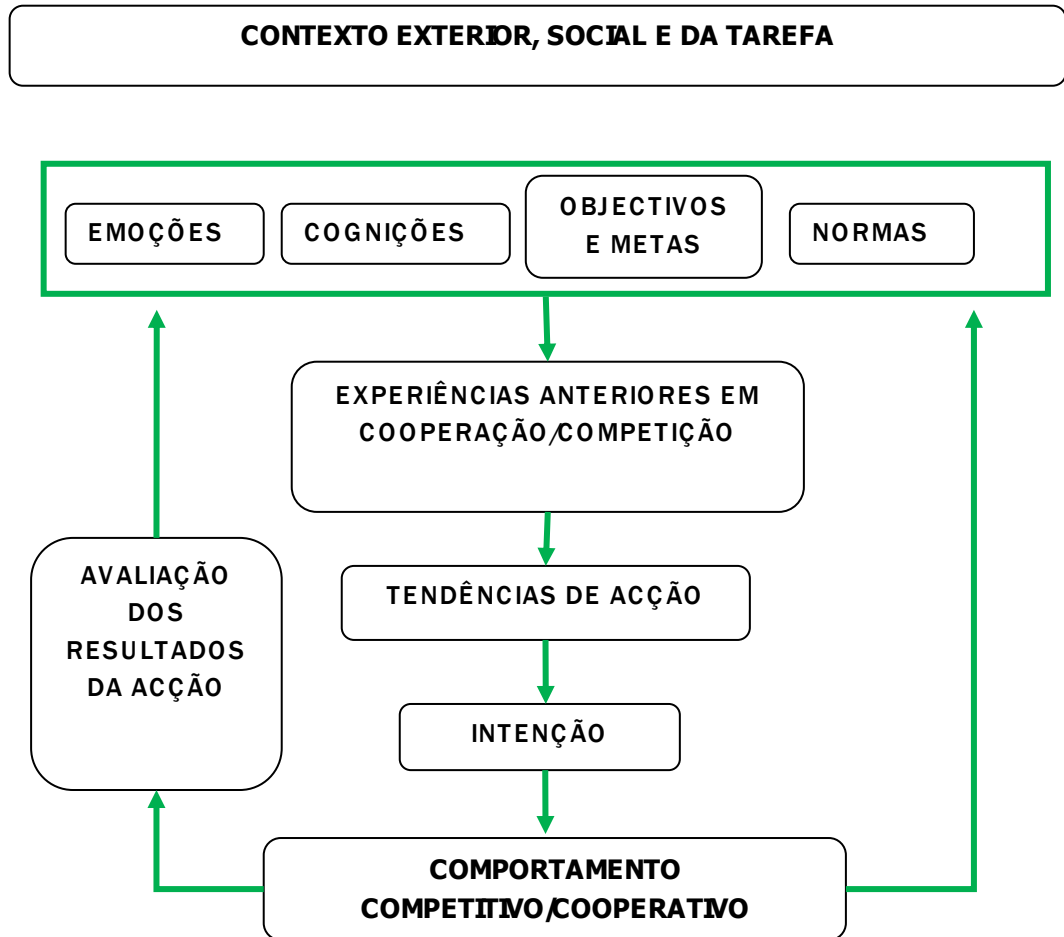 CONTEXTO EXTERIOR, SOCIAL E DA TAREFA
EMOÇÕES
COGNIÇÕES
OBJECTIVOS
E METAS
NORMAS
EXPERIÊNCIAS ANTERIORES EM
COOPERAÇÃO/COMPETIÇÃO
TENDÊNCIAS DE ACÇÃO
AVALIAÇÃO
DOS
RESULTADOS
DA ACÇÃO
INTENÇÃO
COMPORTAMENTO
COMPETITIVO/COOPERATIVO